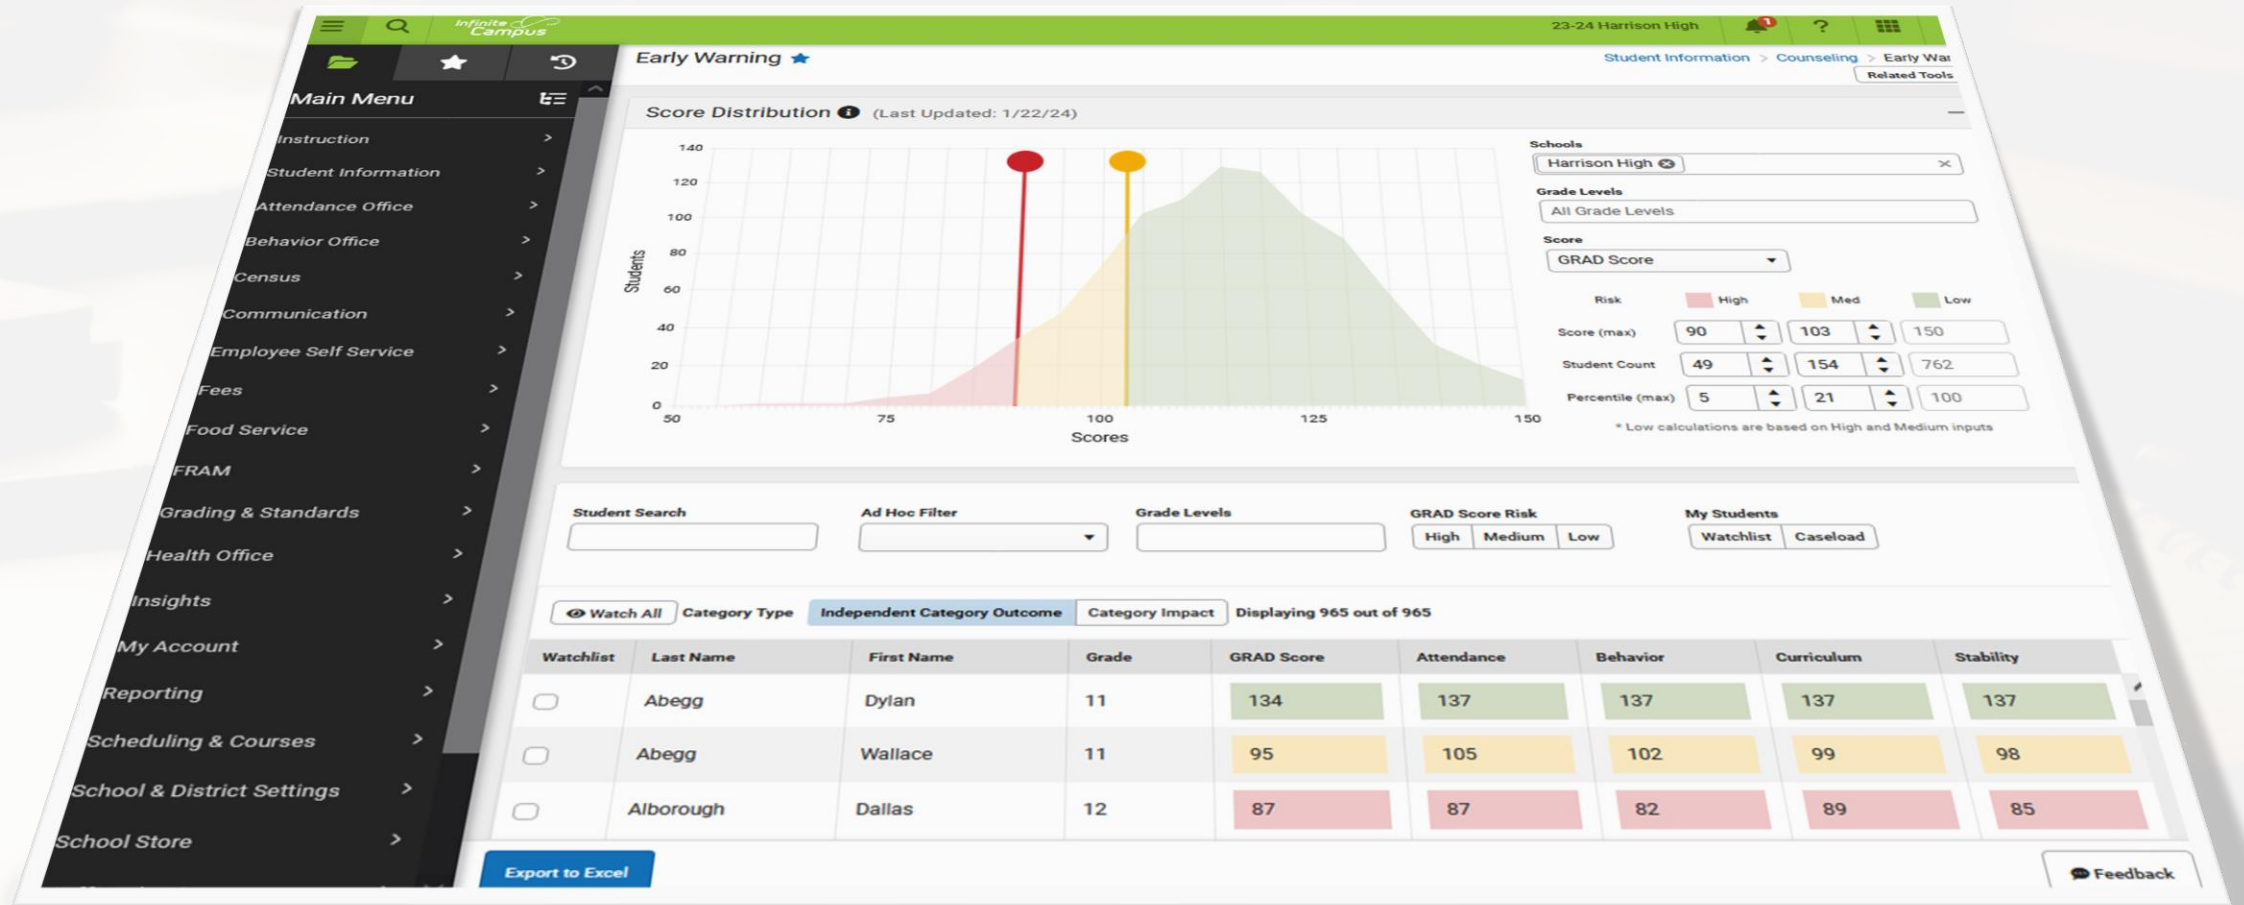 Infinite
Campus
23-24 Harrison High
1
?
Early Warning
Student Information > Counseling > Early War
Related Tools
Main Menu
Instruction
Student Information
Attendance Office
Behavior Office
Census
Communication
Employee Self Service
Fees
Food Service
FRAM
Grading & Standards
Health Office
Insights
My Account
Reporting
Scheduling & Courses
School & District Settings
School Store
Score Distribution (Last Updated: 1/22/24)
140
120
100
80
60
40
20
0
Students
50 75 100 125 150
Scores
Schools
Harrison High
Grade Levels
All Grade Levels
Score
GRAD Score
Risk High Med Low
Score (max) 90 103 150
Student Count 49 154 762
Percentile (max) 5 21 100
* Low calculations are based on High and Medium inputs
Student Search Ad Hoc Filter Grade Levels GRAD Score Risk My Students
High Medium Low Watchlist Caseload
Watch All Category Type Independent Category Outcome Category Impact Displaying 965 out of 965
Watchlist Last Name First Name Grade GRAD Score Attendance Behavior Curriculum Stability
Abegg Dylan 11 134 137 137 137 137
Abegg Wallace 11 95 105 102 99 98
Alborough Dallas 12 87 87 82 89 85
Export to Excel
Feedback